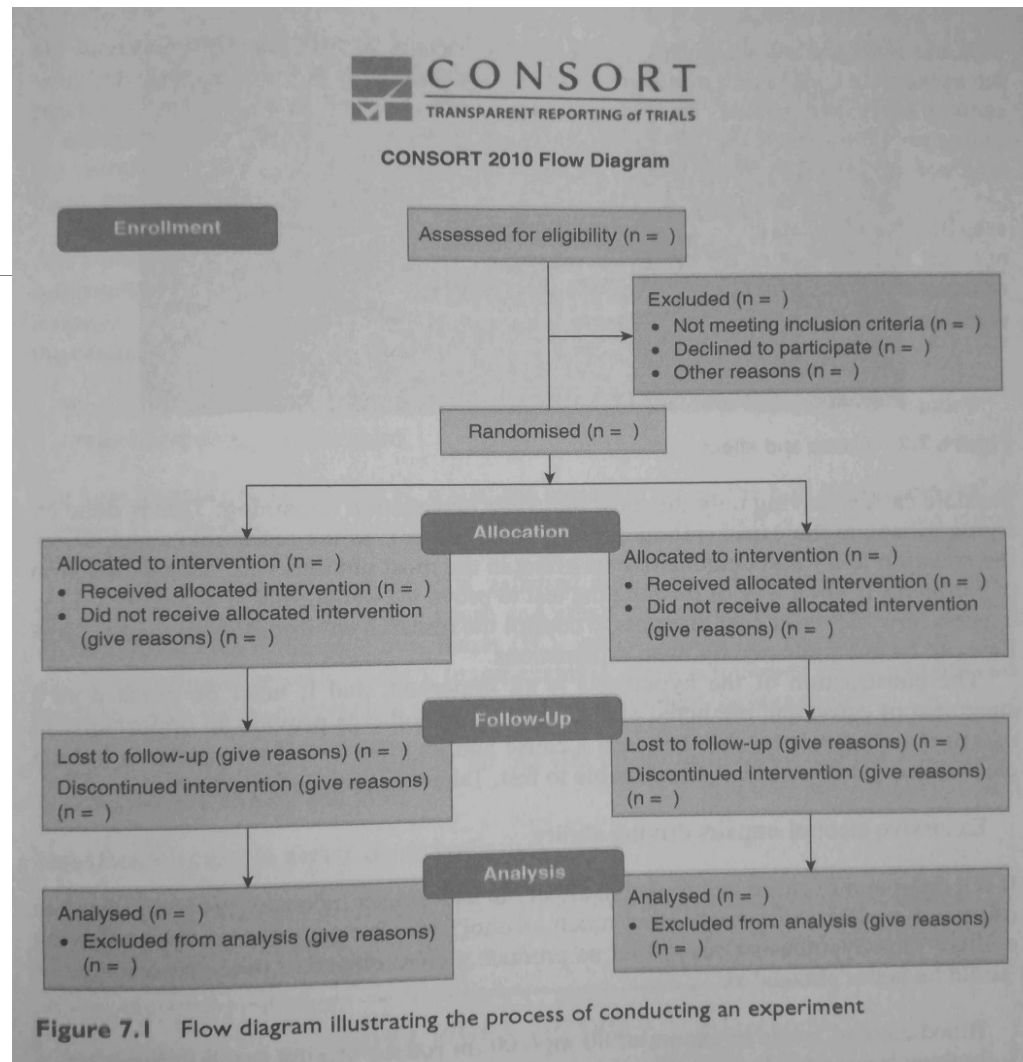 CONSORT
TRANSPARENT REPORTING of TRIALS
CONSORT 2010 Flow Diagram
Enrollment
Assessed for eligibility (n = )
Excluded (n = )
• Not meeting inclusion criteria (n = )
• Declined to participate (n = )
• Other reasons (n = )
Randomised (n = )
Allocation
Allocated to intervention (n = )
• Received allocated intervention (n = )
• Did not receive allocated intervention
(give reasons) (n = )
Allocated to intervention (n = )
• Received allocated intervention (n = )
• Did not receive allocated intervention
(give reasons) (n = )
Follow-Up
Lost to follow-up (give reasons) (n = )
Discontinued intervention (give reasons)
(n = )
Lost to follow-up (give reasons) (n = )
Discontinued intervention (give reasons)
(n = )
Analysis
Analysed (n = )
• Excluded from analysis (give reasons)
(n = )
Analysed (n = )
• Excluded from analysis (give reasons)
(n = )
Figure 7.1 Flow diagram illustrating the process of conducting an experiment